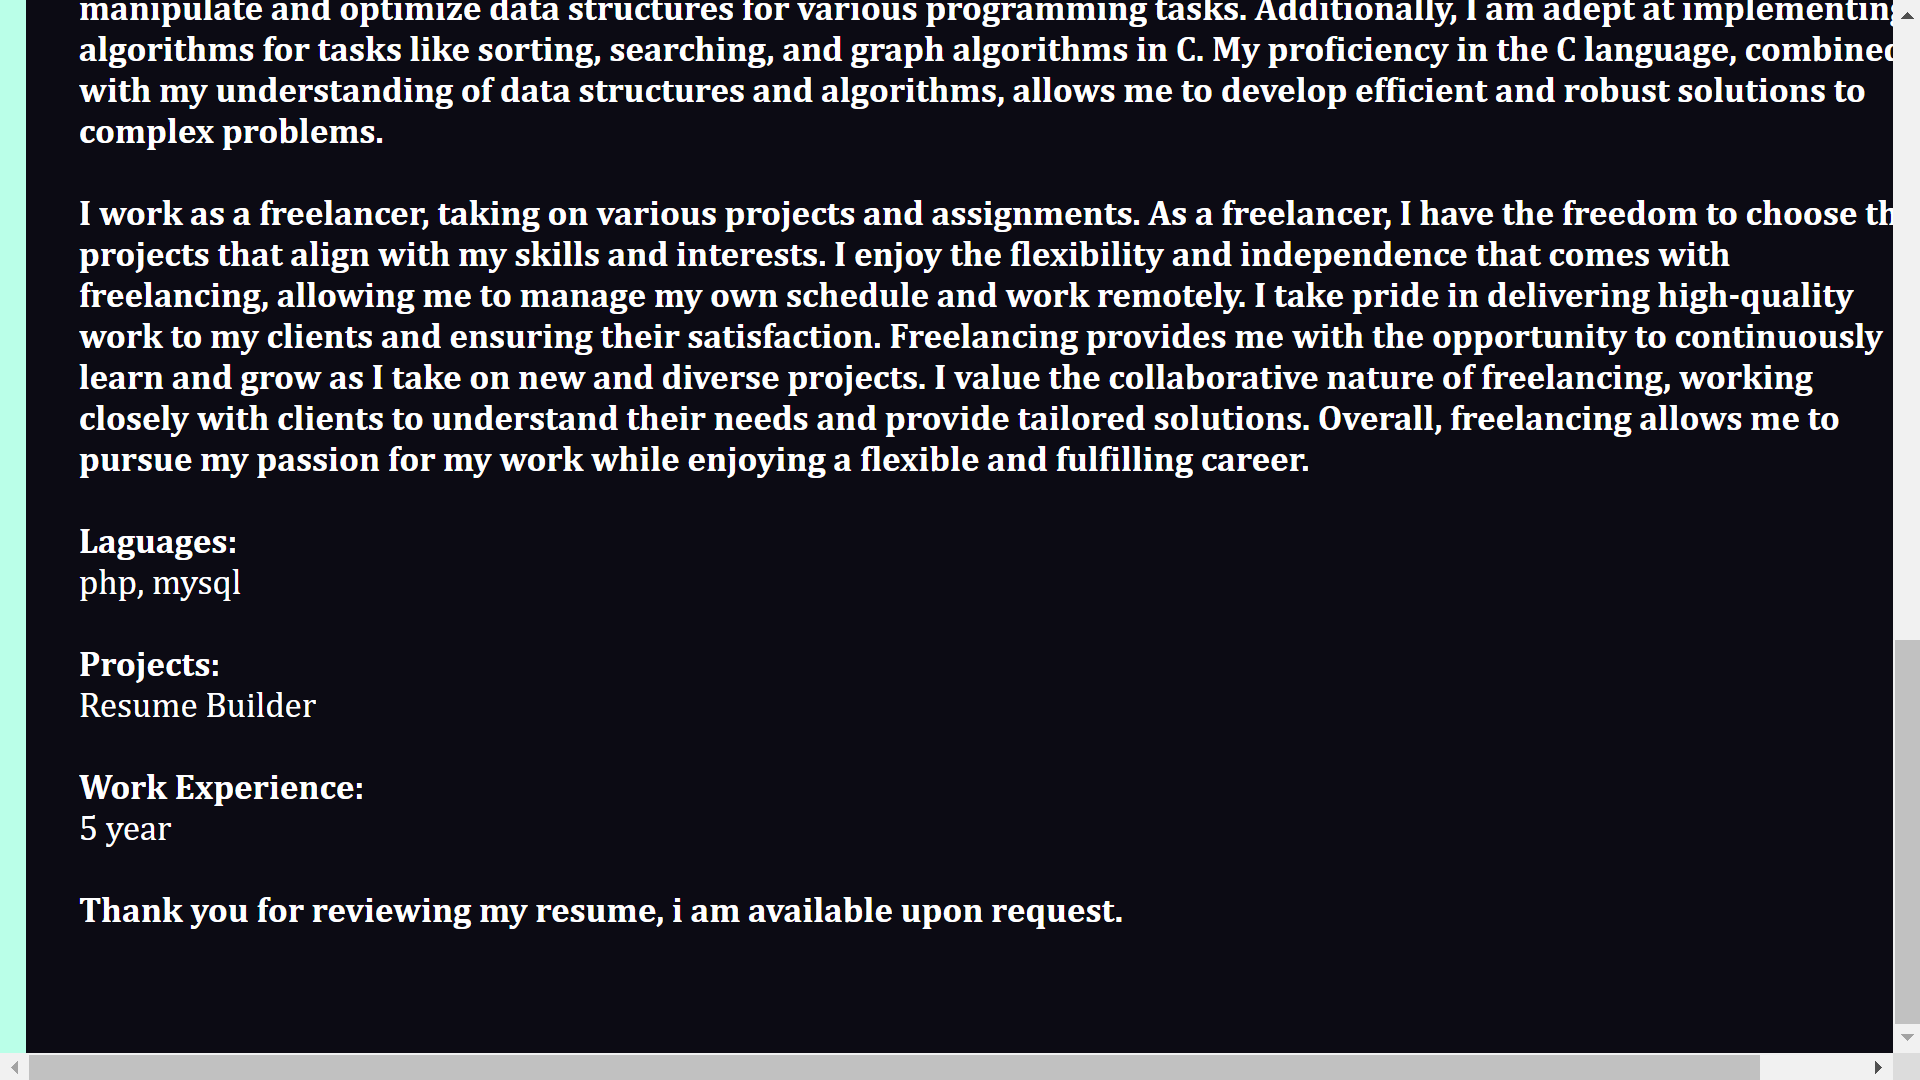 manipulate and optimize data structures for various programming tasks. Additionally, I am adept at implementing
algorithms for tasks like sorting, searching, and graph algorithms in C. My proficiency in the C language, combined
with my understanding of data structures and algorithms, allows me to develop efficient and robust solutions to
complex problems.
I work as a freelancer, taking on various projects and assignments. As a freelancer, I have the freedom to choose th
projects that align with my skills and interests. I enjoy the flexibility and independence that comes with
freelancing, allowing me to manage my own schedule and work remotely. I take pride in delivering high-quality
work to my clients and ensuring their satisfaction. Freelancing provides me with the opportunity to continuously
learn and grow as I take on new and diverse projects. I value the collaborative nature of freelancing, working
closely with clients to understand their needs and provide tailored solutions. Overall, freelancing allows me to
pursue my passion for my work while enjoying a flexible and fulfilling career.
Laguages:
php, mysql
Projects:
Resume Builder
Work Experience:
5 year
Thank you for reviewing my resume, i am available upon request.